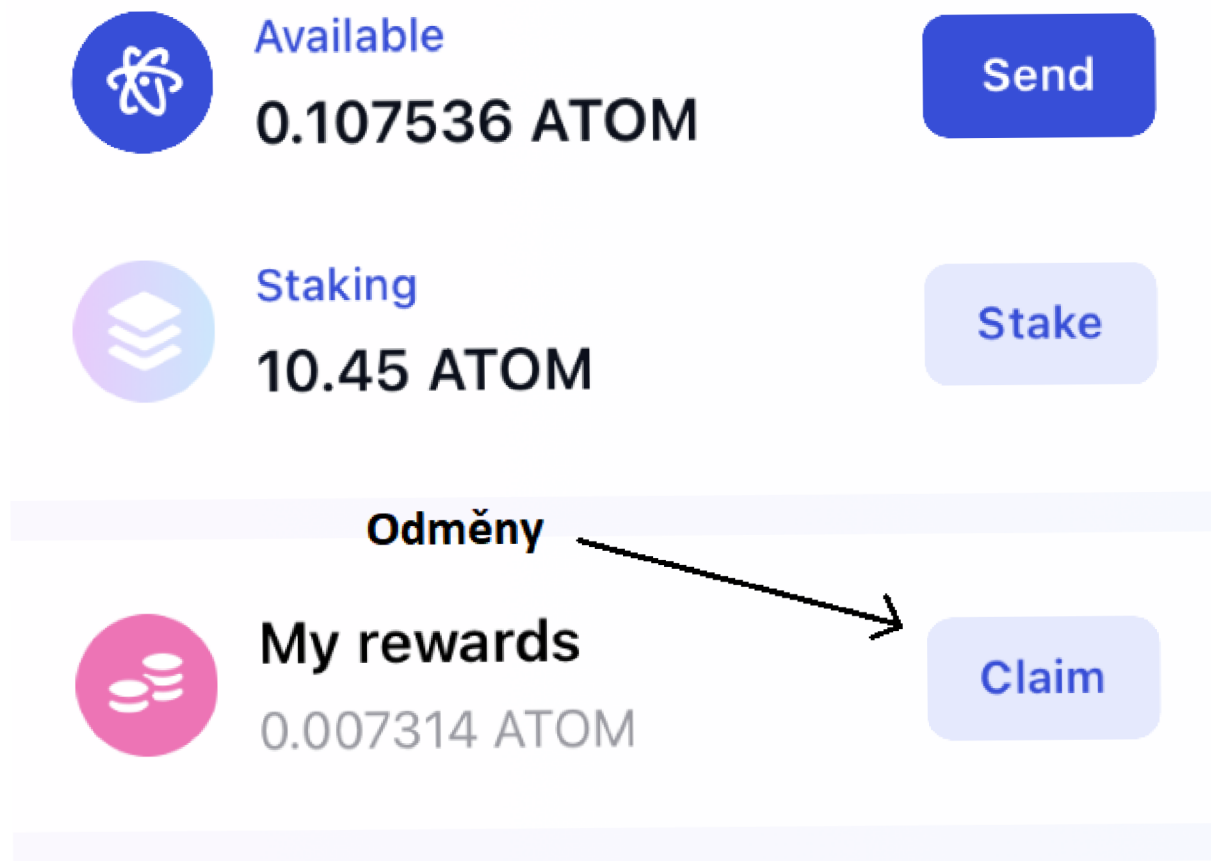 Available
0.107536 ATOM
Send
Staking
10.45 ATOM
Stake
Odměny
My rewards
0.007314 ATOM
Claim